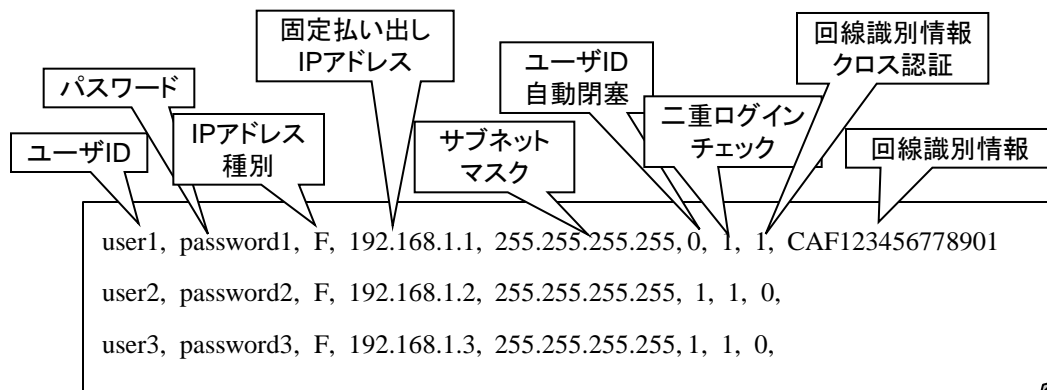 固定払い出し
IPアドレス
回線識別情報
クロス認証
ユーザID
自動閉塞
パスワード
二重ログイン
チェック
IPアドレス
種別
サブネット
マスク
ユーザID
回線識別情報
user1, password1, F, 192.168.1.1, 255.255.255.255, 0, 1, 1, CAF123456778901
user2, password2, F, 192.168.1.2, 255.255.255.255, 1, 1, 0,
user3, password3, F, 192.168.1.3, 255.255.255.255, 1, 1, 0,